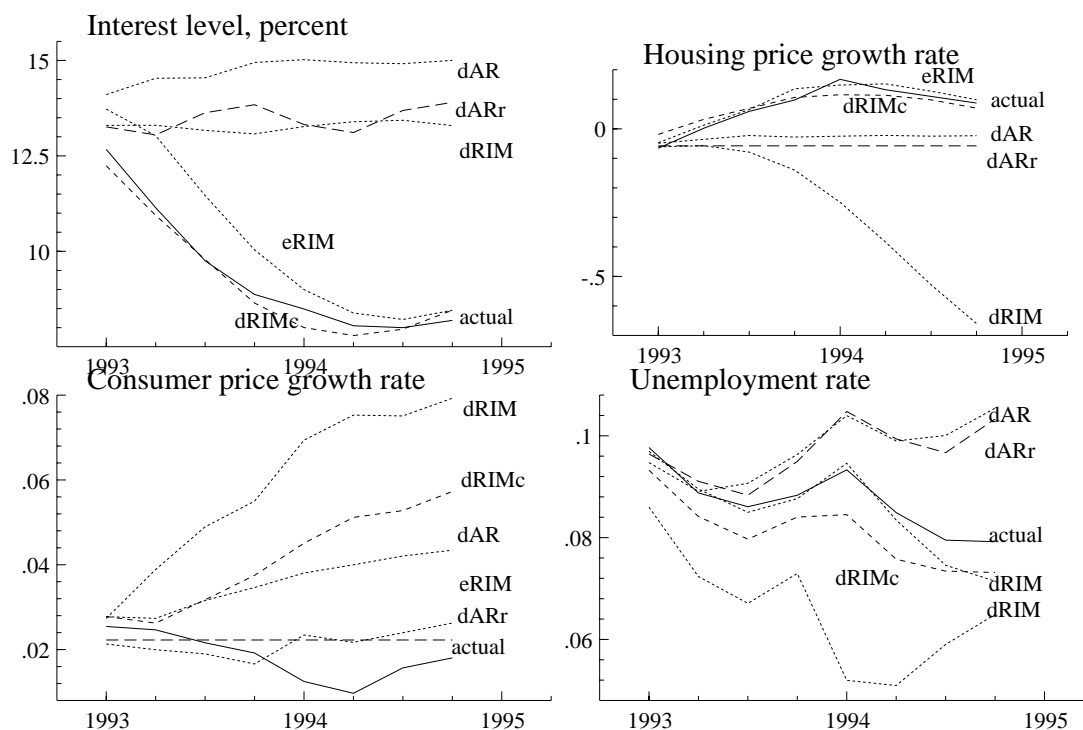 Interest level, percent
15
12.5
10
dAR
dARr
dRIM
eRIM
dRIMc
actual
1993
1994
1995
Housing price growth rate
0
-.5
eRIM
actual
dRIMc
dAR
dARr
dRIM
1993
1994
1995
Consumer price growth rate
.08
.06
.04
.02
dRIM
dRIMc
dAR
eRIM
dARr
actual
1993
1994
1995
Unemployment rate
.1
.08
.06
dAR
dARr
actual
dRIMc
dRIM
dRIM
1993
1994
1995